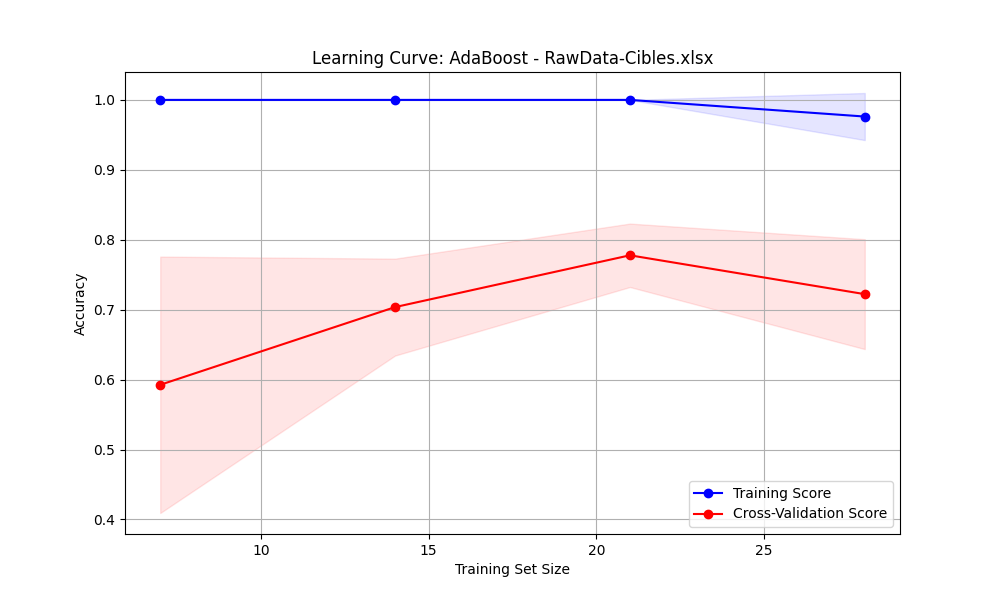 Learning Curve: AdaBoost - RawData-Cibles.xlsx
1.0
0.9
0.8
0.7
0.6
0.5
0.4
Accuracy
10
15
20
25
Training Set Size
Training Score
Cross-Validation Score